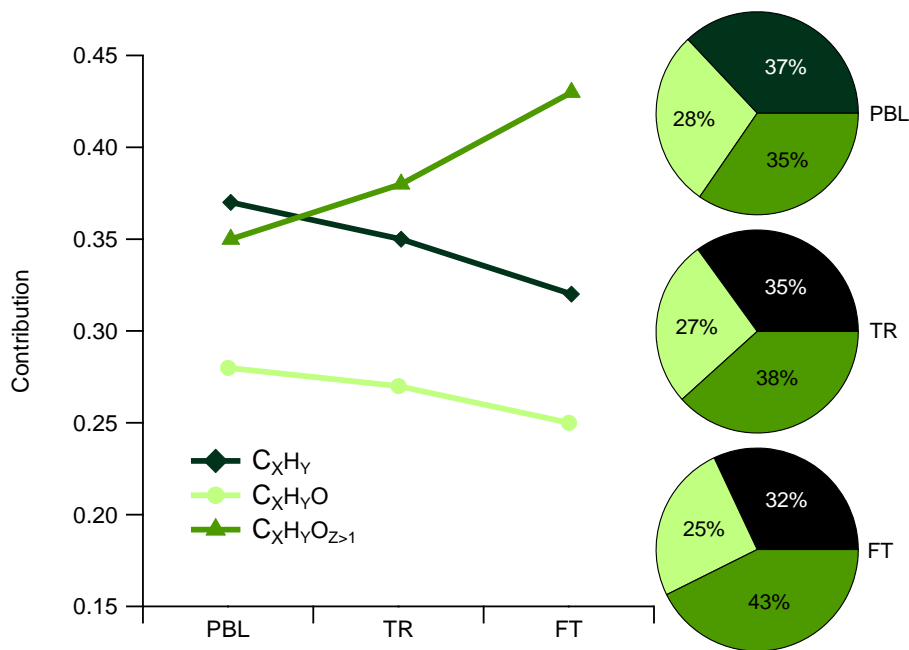 0.45
0.40
0.35
0.30
0.25
0.20
0.15
Contribution
PBL
TR
FT
CXHY
CXHYO
CXHYOZ>1
37%
28%
35%
PBL
35%
27%
38%
TR
32%
25%
43%
FT